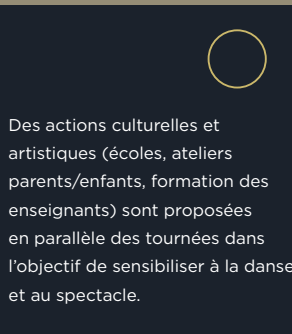 Des actions culturelles et
artistiques (écoles, ateliers
parents/enfants, formation des
enseignants) sont proposées
en parallèle des tournées dans
l’objectif de sensibiliser à la danse
et au spectacle.